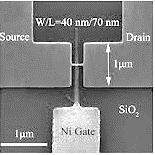 W/L=40 nm/70 nm
Source
Drain
1μm
SiO2
Ni Gate
1μm